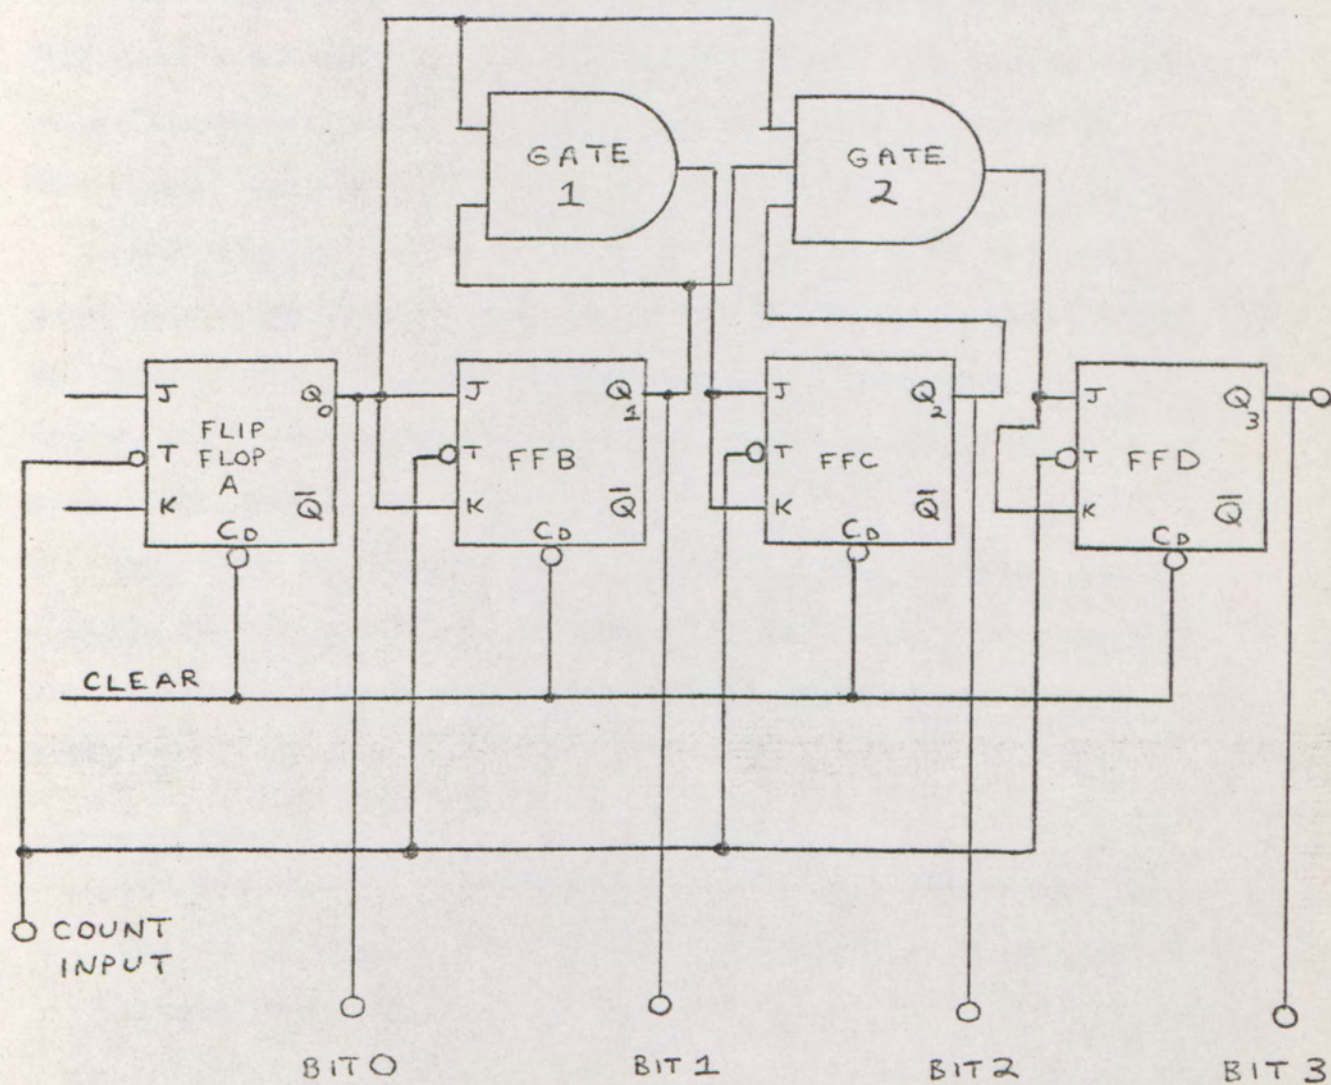 GATE
1
GATE
2
J Q0
FLIP
FLOP
A
T
K Q̅
CD
J Q1
T FFB
K Q̅
CD
J Q2
T FFC
K Q̅
CD
J Q3
T FFD
K Q̅
CD
CLEAR
COUNT
INPUT
BIT 0 BIT 1 BIT 2 BIT 3